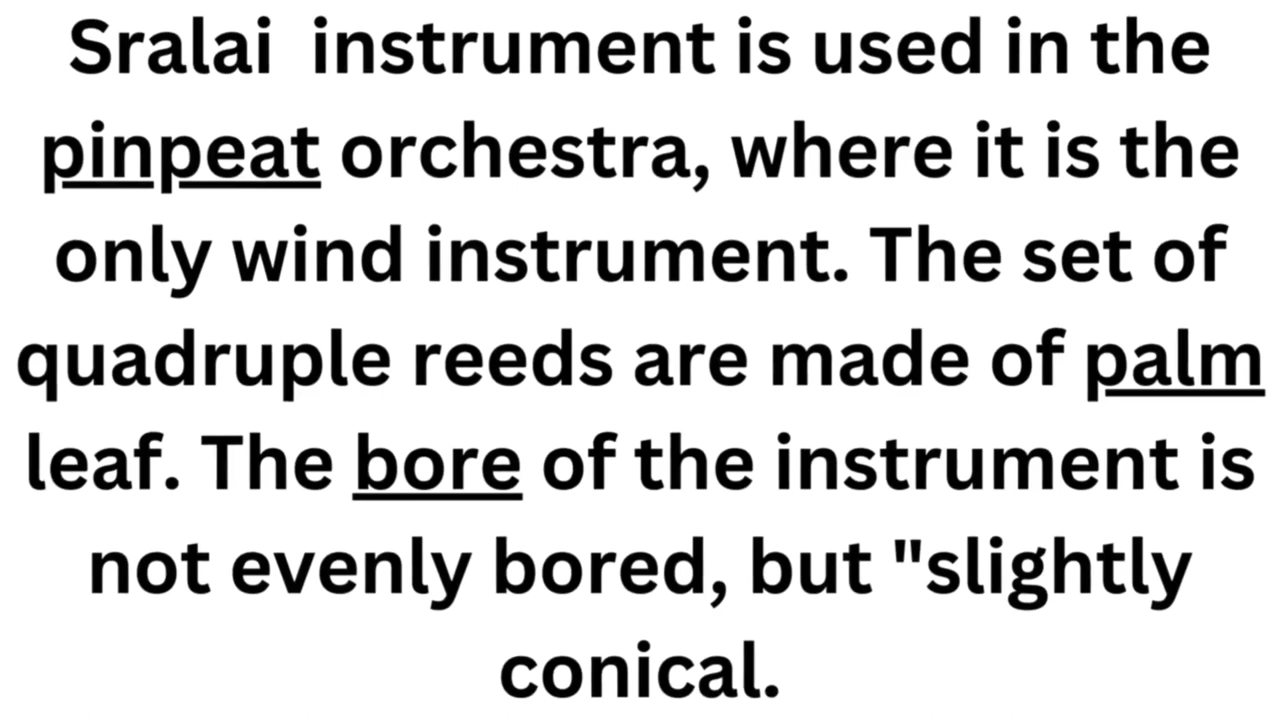 Sralai  instrument is used in the
pinpeat orchestra, where it is the
only wind instrument. The set of
quadruple reeds are made of palm
leaf. The bore of the instrument is
not evenly bored, but "slightly
conical.